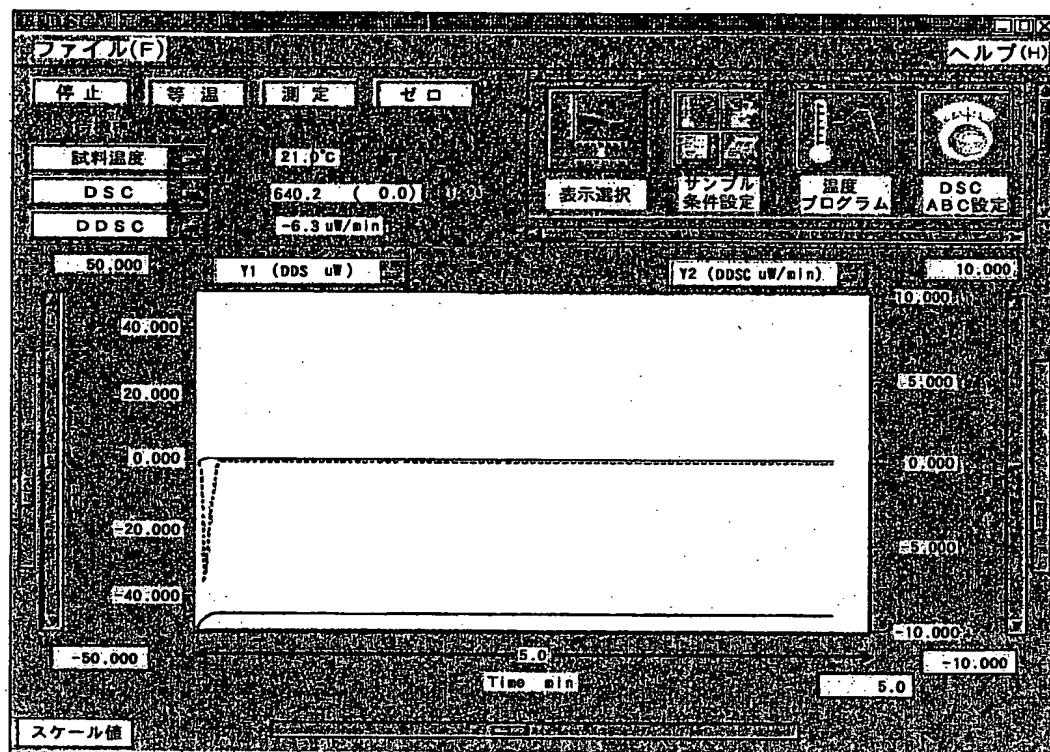 ファイル(F)
ヘルプ(H)
停止
等温
測定
ゼロ
試料温度
21.0℃
DSC
640.2 ( 0.0)
DDSC
-6.3 uW/min
表示選択
サンプル
条件設定
温度
プログラム
DSC
ABC設定
50.000
Y1 (DDS uW)
Y2 (DDSC uW/min)
10.000
40.000
20.000
0.000
-20.000
-40.000
-50.000
10.000
5.000
0.000
-5.000
-10.000
-10.000
5.0
Time min
5.0
スケール値